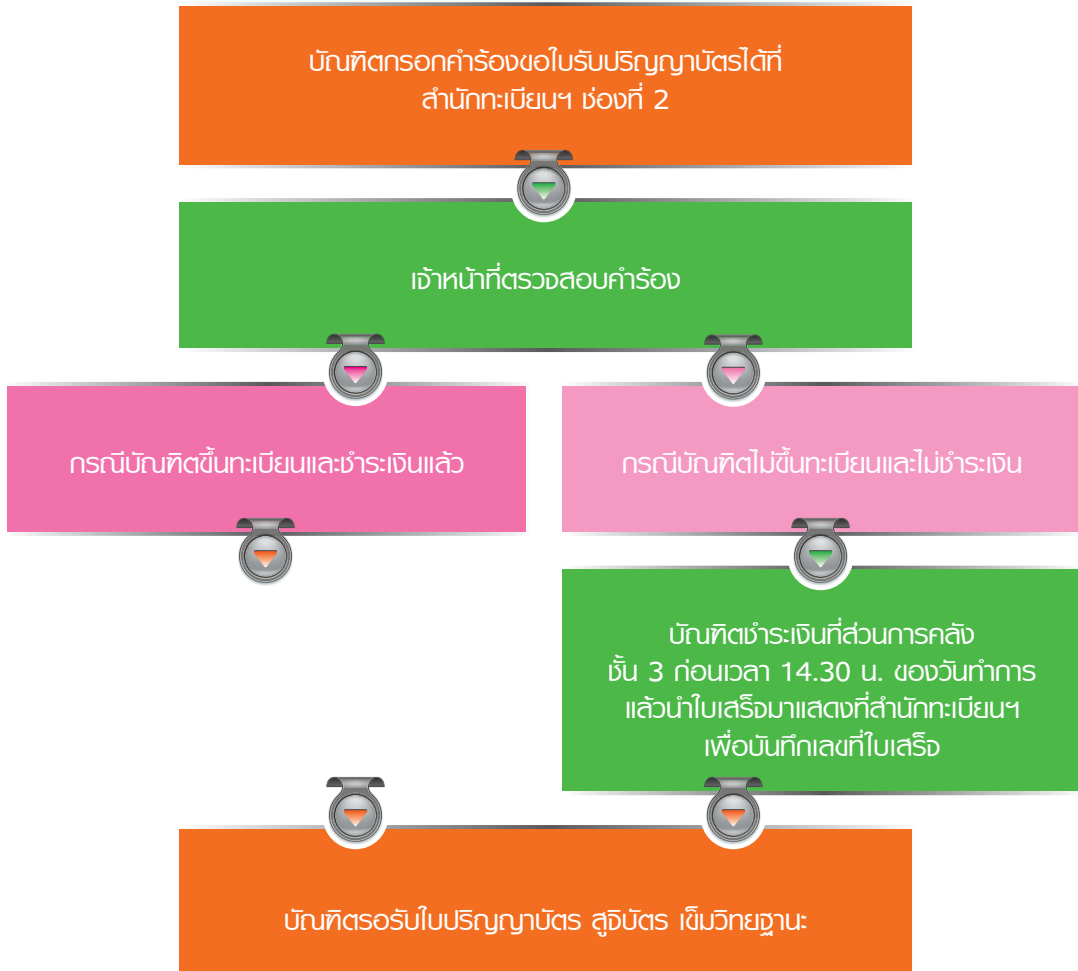 บัณฑิตกรอกคำร้องขอใบรับปริญญาบัตรได้ที่
สำนักทะเบียนฯ ช่องที่ 2
เจ้าหน้าที่ตรวจสอบคำร้อง
กรณีบัณฑิตขึ้นทะเบียนและชำระเงินแล้ว
กรณีบัณฑิตไม่ขึ้นทะเบียนและไม่ชำระเงิน
บัณฑิตชำระเงินที่ส่วนการคลัง
ชั้น 3 ก่อนเวลา 14.30 น. ของวันทำการ
แล้วนำใบเสร็จมาแสดงที่สำนักทะเบียนฯ
เพื่อบันทึกเลขที่ใบเสร็จ
บัณฑิตรอรับใบปริญญาบัตร สูจิบัตร เข็มวิทยฐานะ